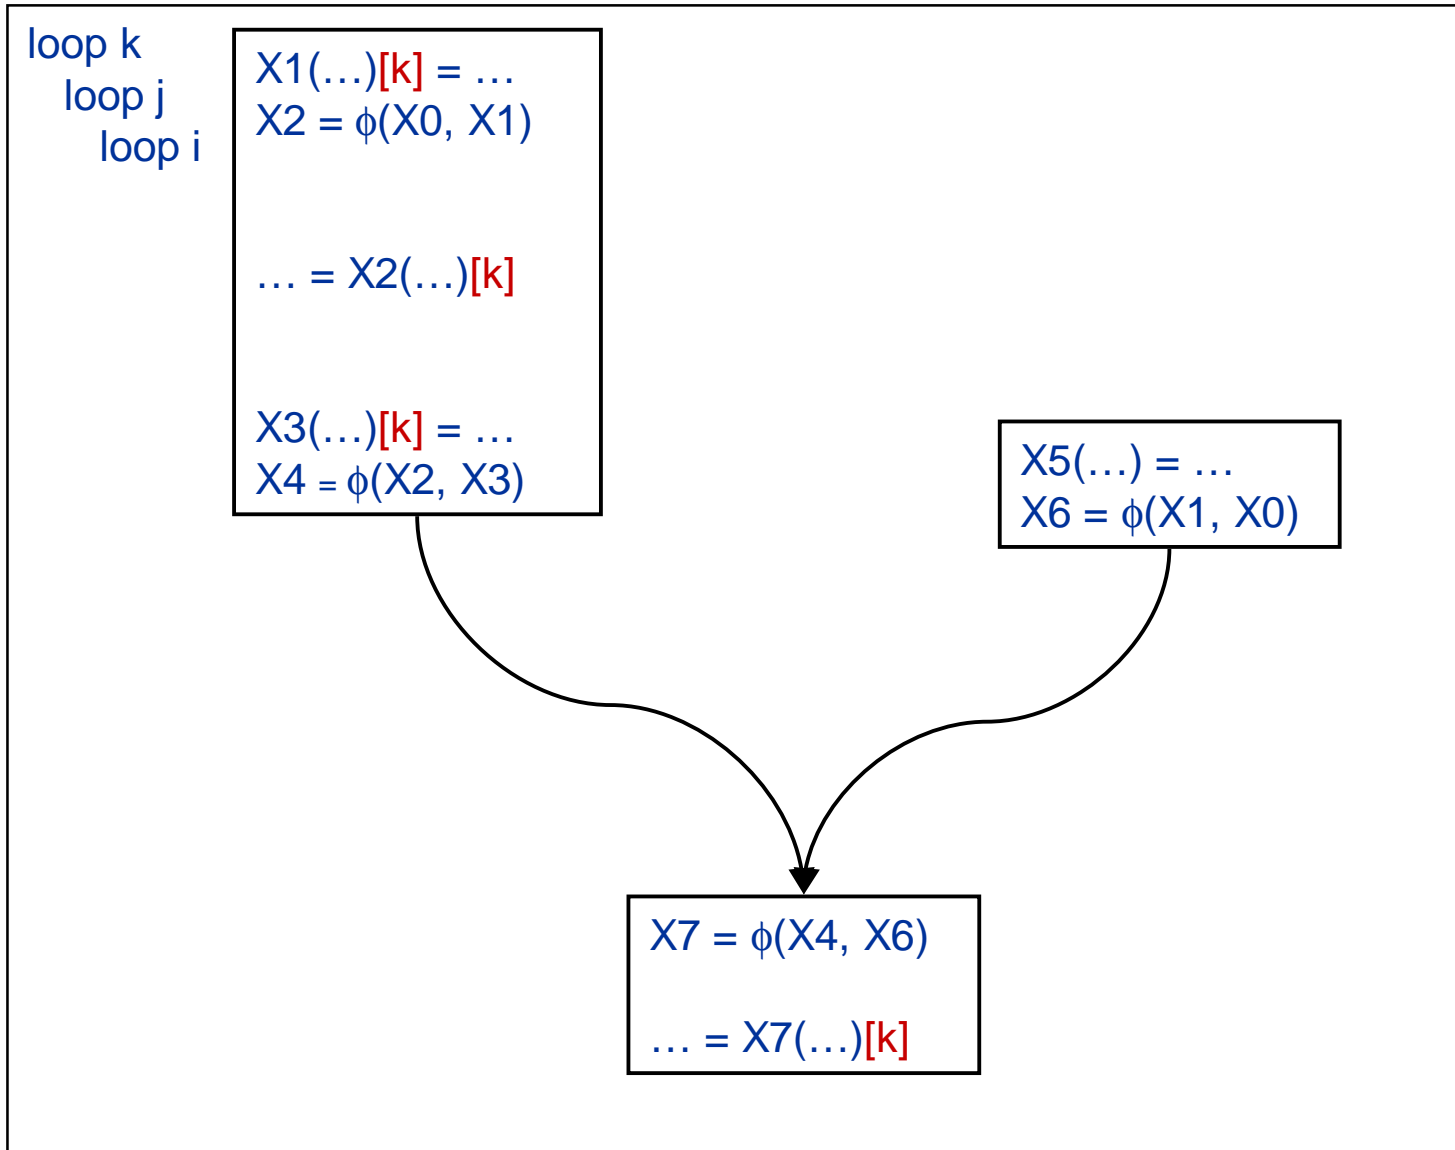 loop k
loop j
loop i
X1(…)[k] = …
X2 = ϕ(X0, X1)
… = X2(…)[k]
X3(…)[k] = …
X4 = ϕ(X2, X3)
X5(…) = …
X6 = ϕ(X1, X0)
X7 = ϕ(X4, X6)
… = X7(…)[k]